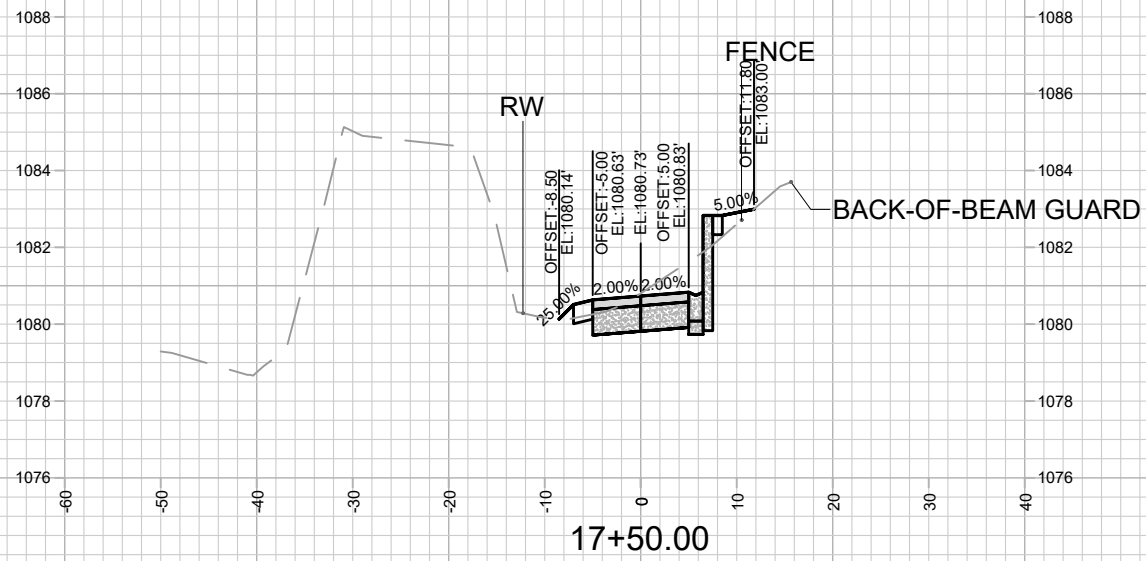 1088
1088
FENCE
1086
1086
RW
OFFSET:11.80
EL:1083.00'
1084
1084
OFFSET:-8.50
EL:1080.14'
OFFSET:-5.00
EL:1080.63'
EL:1080.73'
OFFSET:5.00
EL:1080.83'
5.00%
BACK-OF-BEAM GUARD
1082
1082
25.00%
2.00%
2.00%
1080
1080
1078
1078
1076
1076
-60
-50
-40
-30
-20
-10
0
10
20
30
40
17+50.00